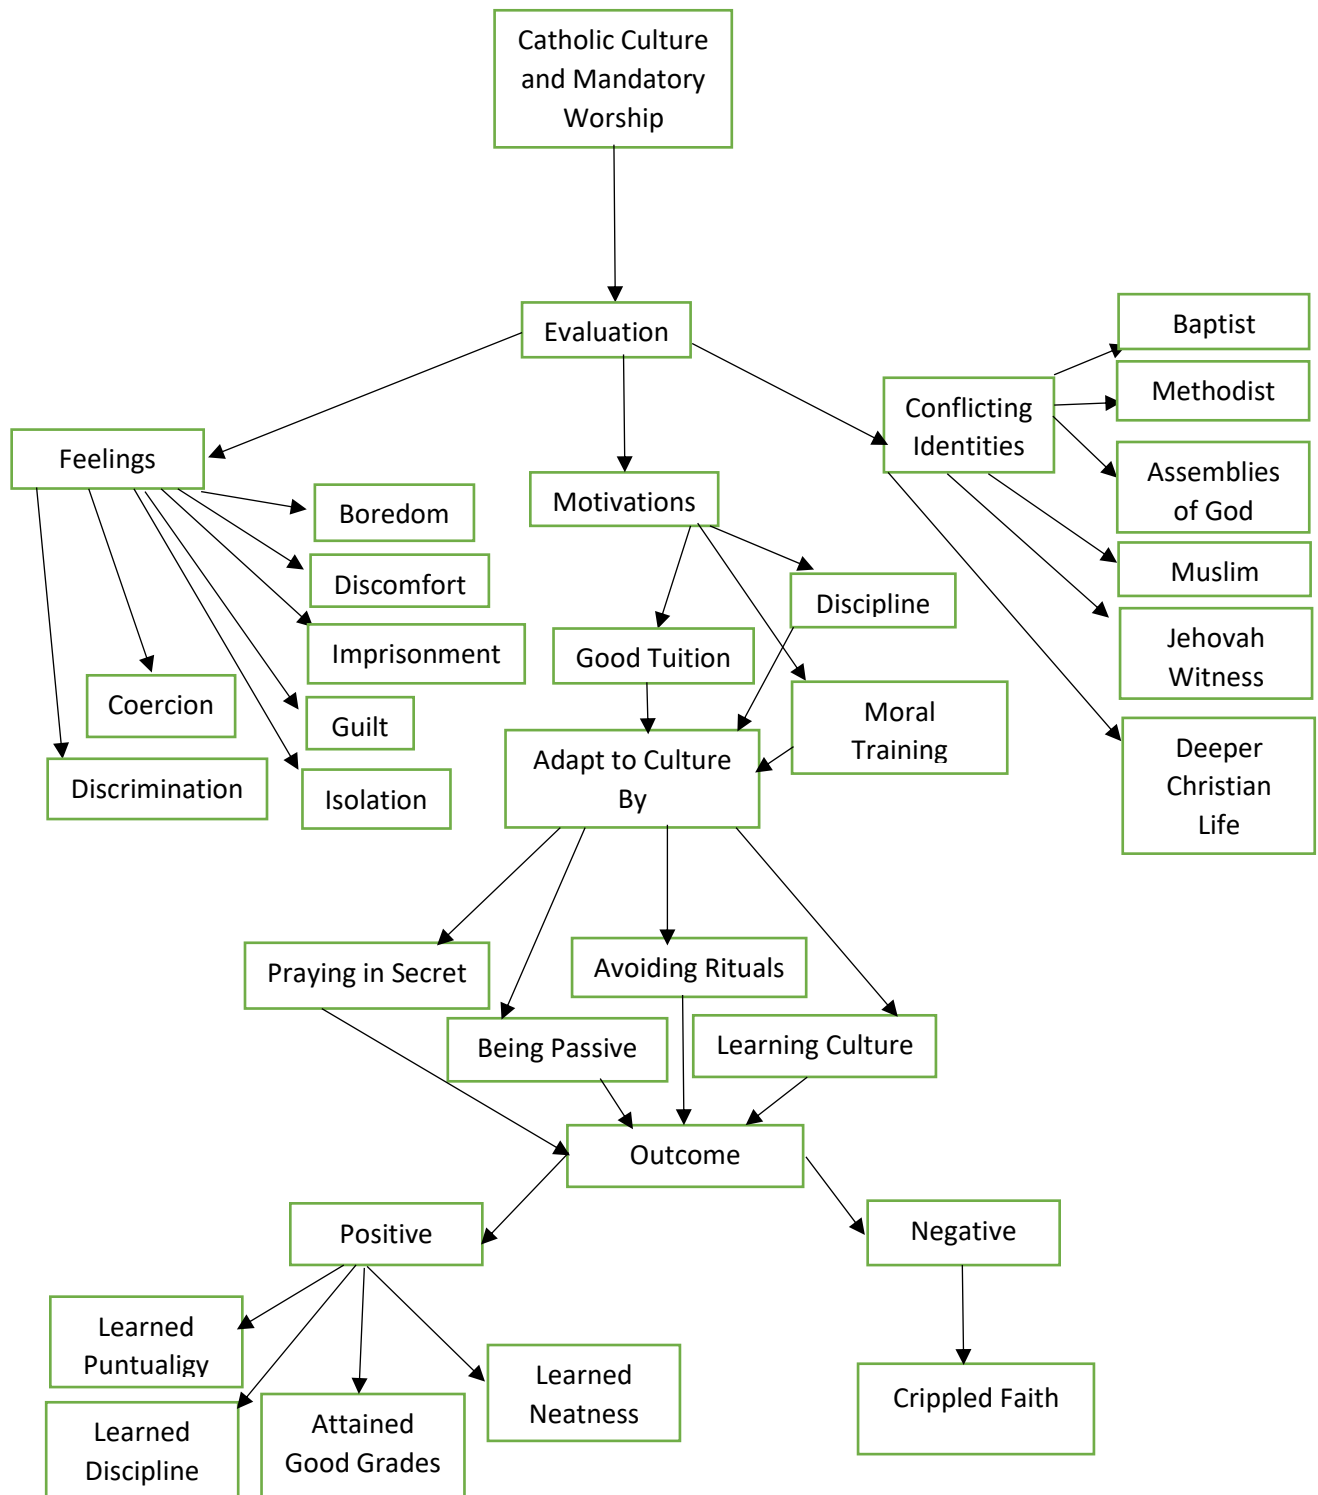 Catholic Culture
and Mandatory
Worship
Evaluation
Baptist
Methodist
Conflicting
Identities
Assemblies
of God
Muslim
Jehovah
Witness
Deeper
Christian
Life
Feelings
Boredom
Discomfort
Imprisonment
Coercion
Guilt
Discrimination
Isolation
Motivations
Discipline
Good Tuition
Moral
Training
Adapt to Culture
By
Praying in Secret
Avoiding Rituals
Being Passive
Learning Culture
Outcome
Positive
Negative
Learned
Puntualigy
Learned
Discipline
Attained
Good Grades
Learned
Neatness
Crippled Faith